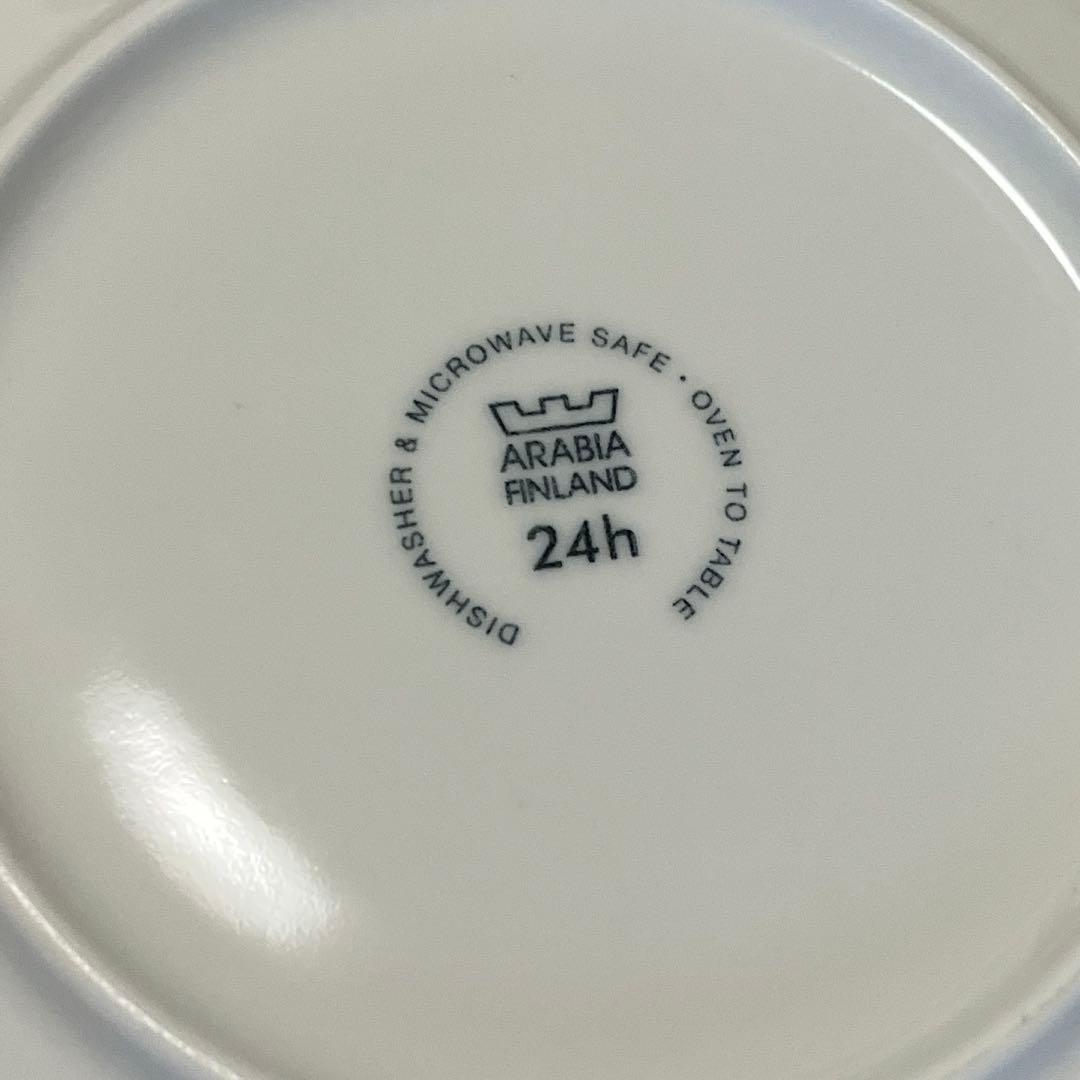 DISHWASHER & MICROWAVE SAFE · OVEN TO TABLE
ARABIA
FINLAND
24h